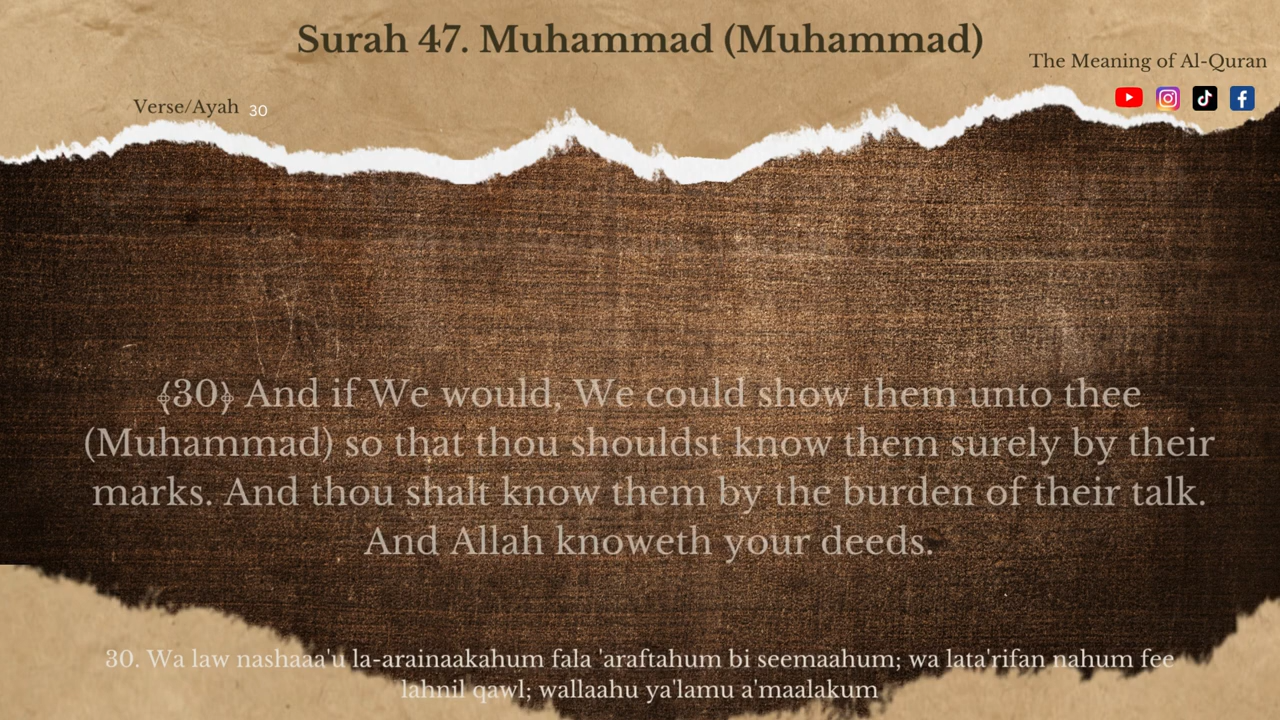 Surah 47. Muhammad (Muhammad)
The Meaning of Al-Quran
Verse/Ayah 30
﴾30﴿ And if We would, We could show them unto thee
(Muhammad) so that thou shouldst know them surely by their
marks. And thou shalt know them by the burden of their talk.
And Allah knoweth your deeds.
30. Wa law nashaaa'u la-arainaakahum fala 'araftahum bi seemaahum; wa lata'rifan nahum fee
lahnil qawl; wallaahu ya'lamu a'maalakum